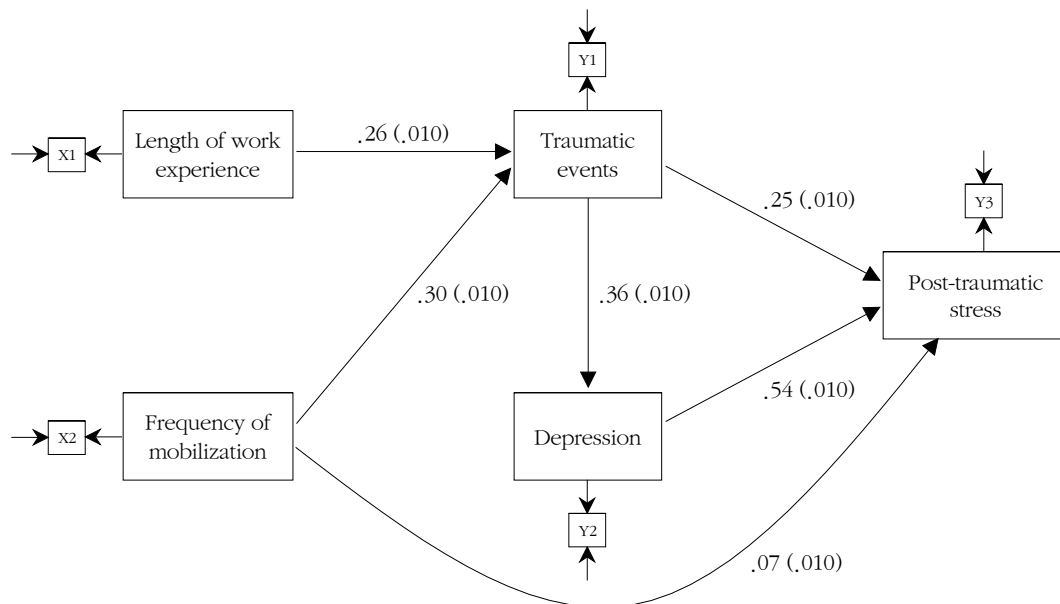 Y1
Length of work
experience
.26 (.010)
Traumatic
events
X1
.25 (.010)
Y3
.30 (.010)
.36 (.010)
Post-traumatic
stress
.54 (.010)
Frequency of
mobilization
X2
Depression
Y2
.07 (.010)